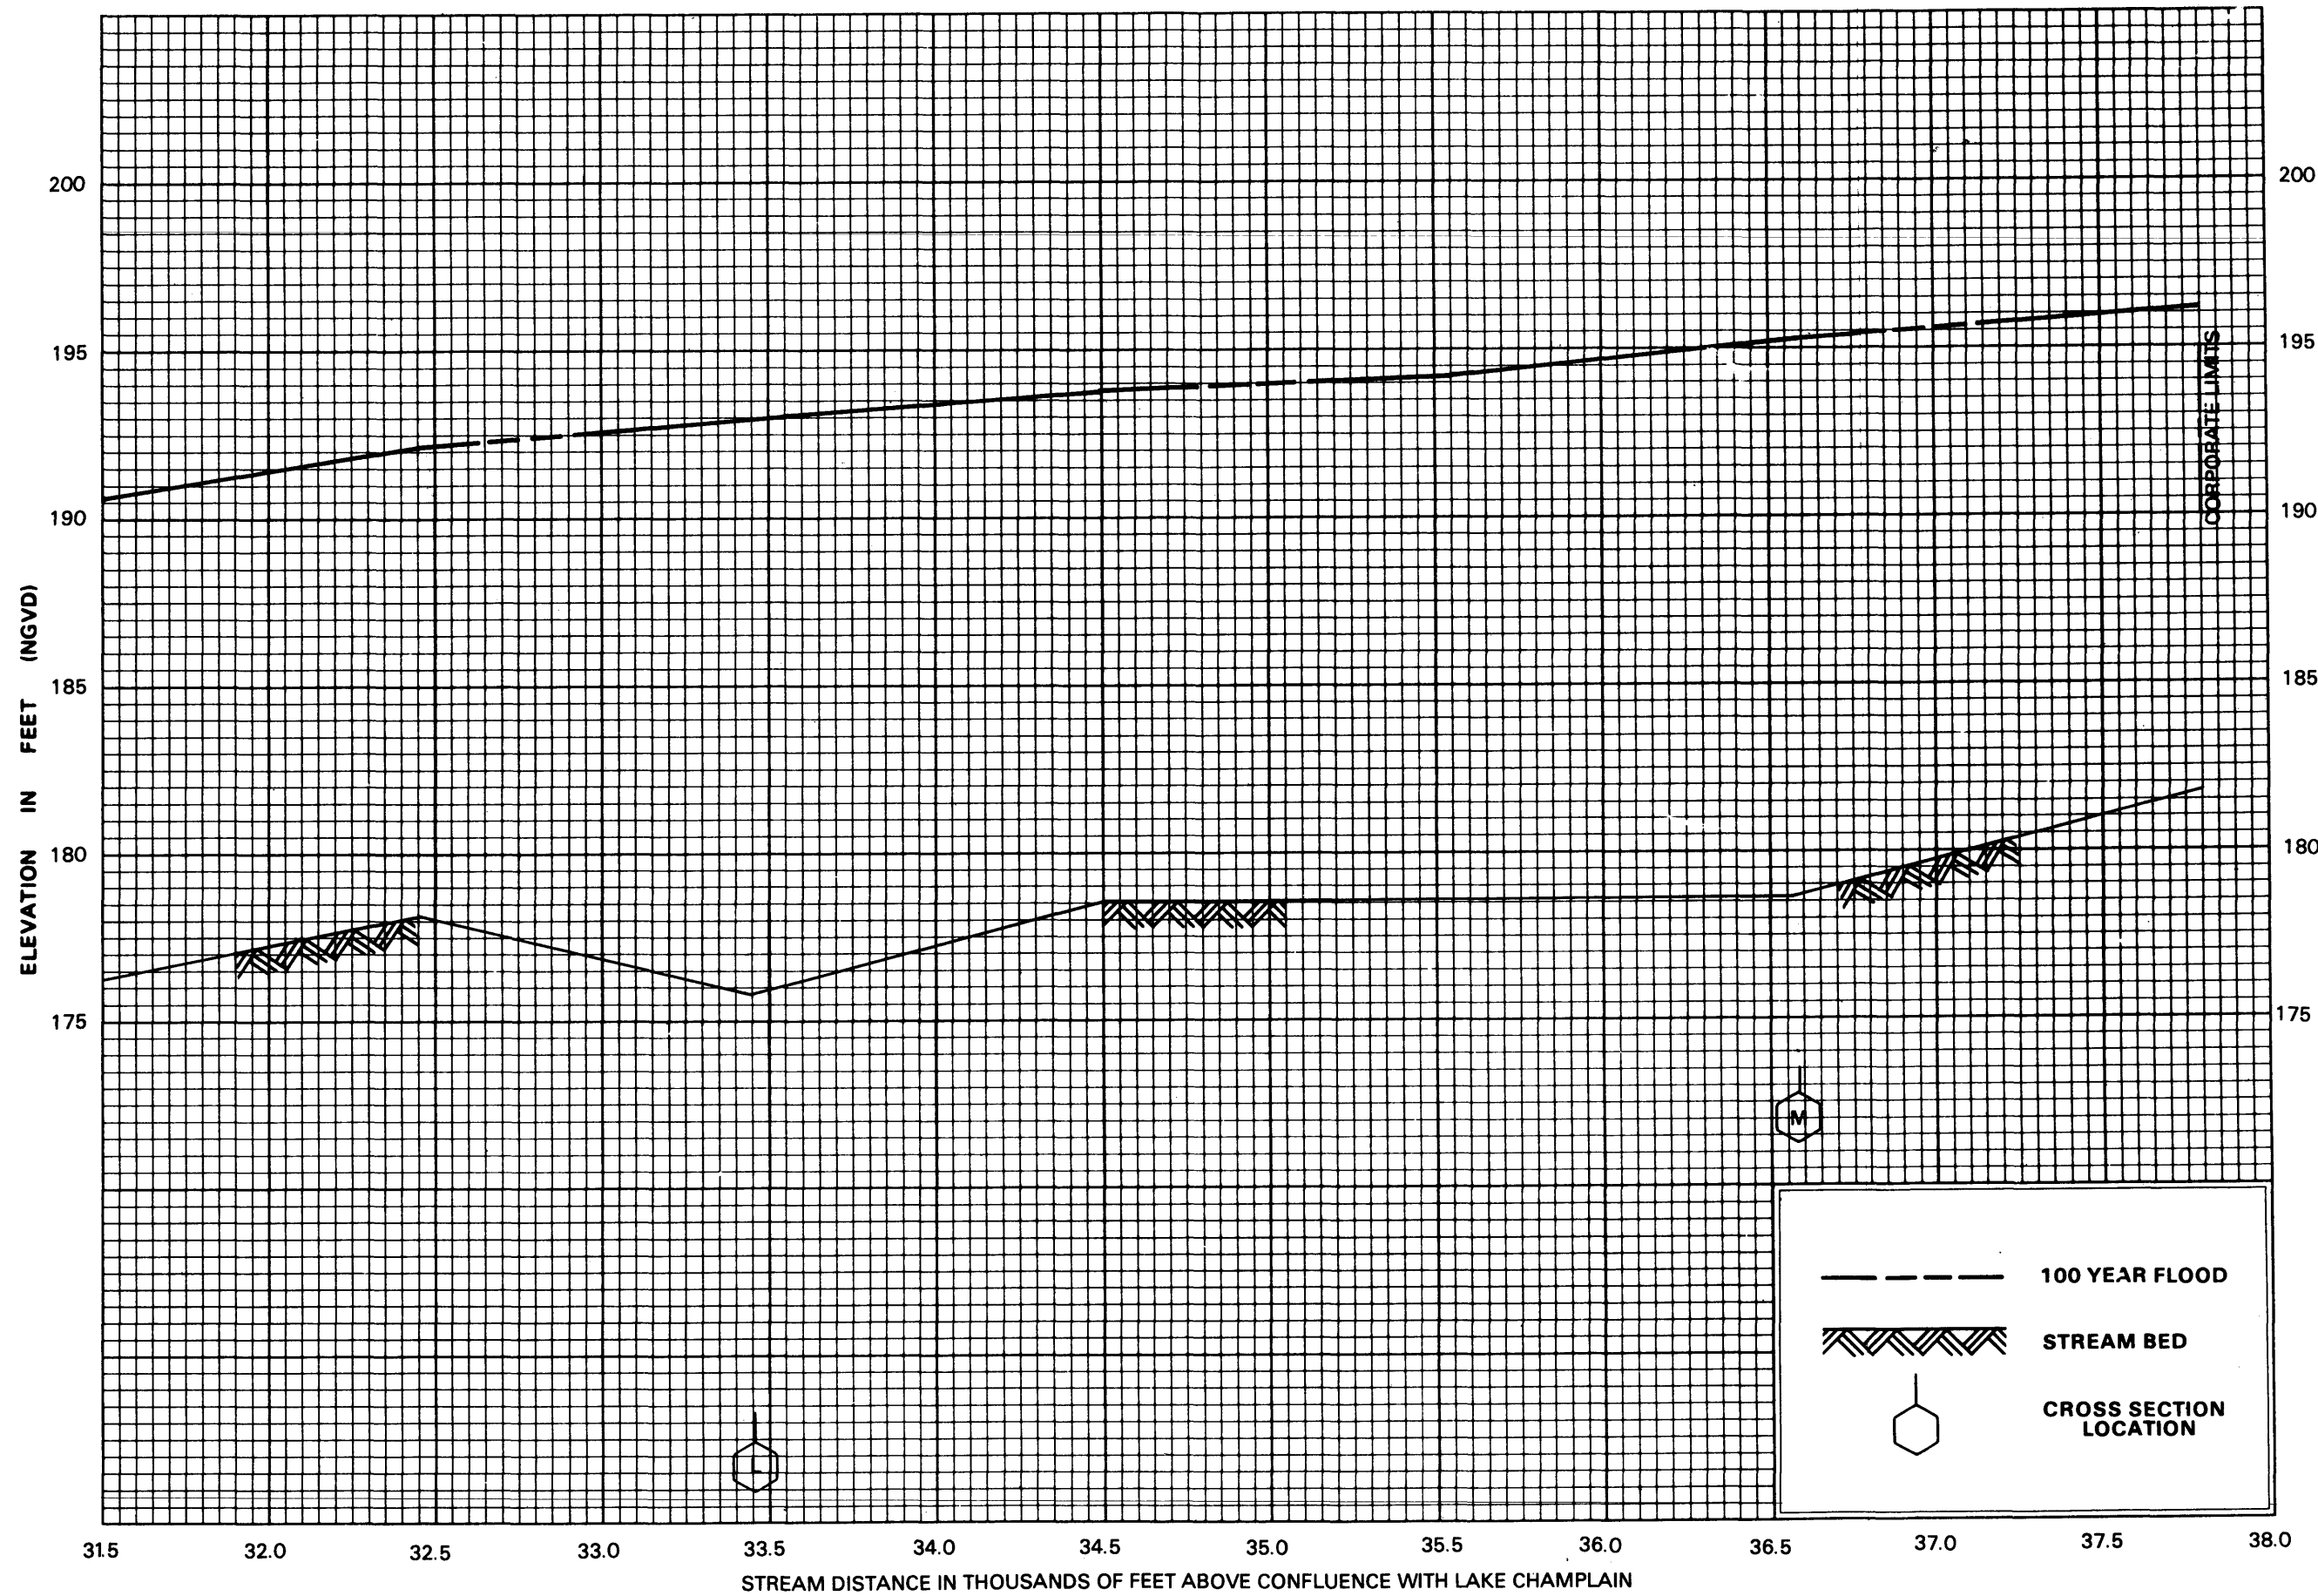 200
195
190
185
180
175
ELEVATION IN FEET (NGVD)
200
195
190
185
180
175
CORPORATE LIMITS
M
L
100 YEAR FLOOD
STREAM BED
CROSS SECTION
LOCATION
31.5 32.0 32.5 33.0 33.5 34.0 34.5 35.0 35.5 36.0 36.5 37.0 37.5 38.0
STREAM DISTANCE IN THOUSANDS OF FEET ABOVE CONFLUENCE WITH LAKE CHAMPLAIN